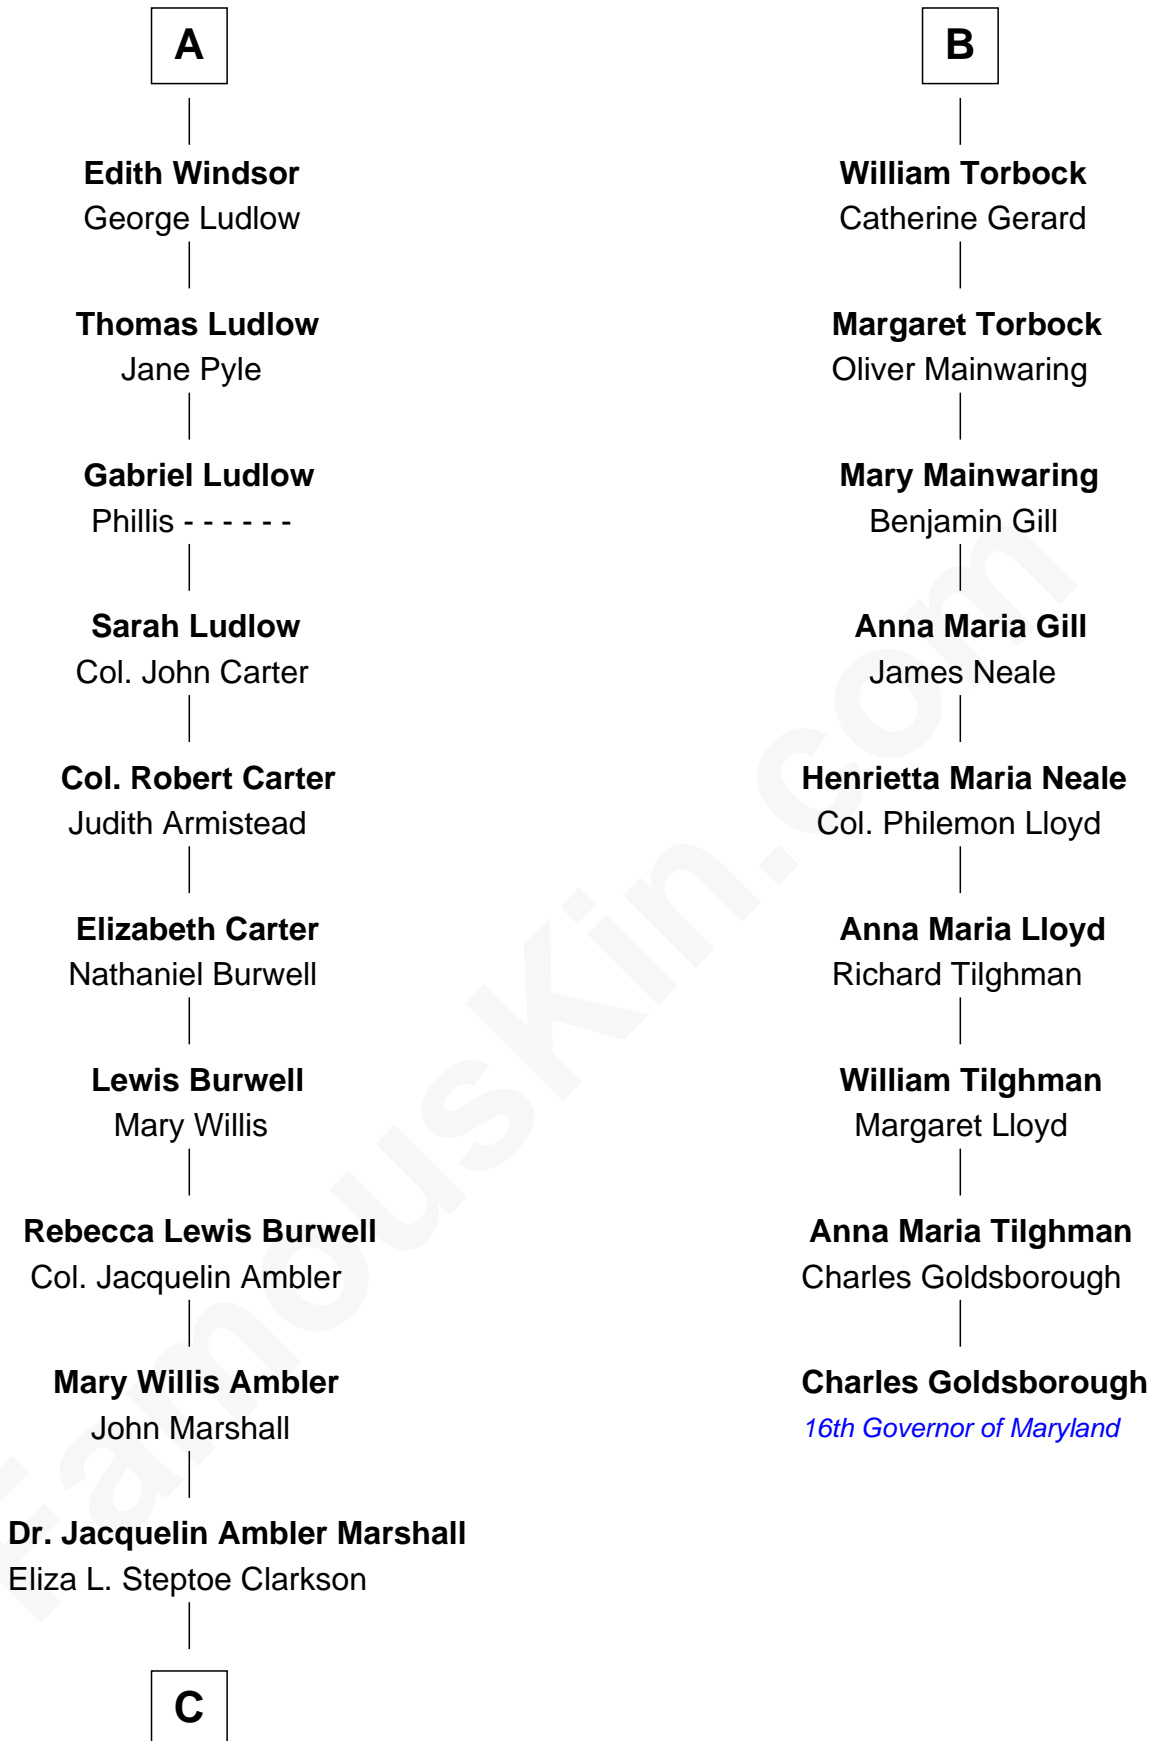 A
Edith Windsor
George Ludlow
Thomas Ludlow
Jane Pyle
Gabriel Ludlow
Phillis - - - - - -
Sarah Ludlow
Col. John Carter
Col. Robert Carter
Judith Armistead
Elizabeth Carter
Nathaniel Burwell
Lewis Burwell
Mary Willis
Rebecca Lewis Burwell
Col. Jacquelin Ambler
Mary Willis Ambler
John Marshall
Dr. Jacquelin Ambler Marshall
Eliza L. Steptoe Clarkson
C
B
William Torbock
Catherine Gerard
Margaret Torbock
Oliver Mainwaring
Mary Mainwaring
Benjamin Gill
Anna Maria Gill
James Neale
Henrietta Maria Neale
Col. Philemon Lloyd
Anna Maria Lloyd
Richard Tilghman
William Tilghman
Margaret Lloyd
Anna Maria Tilghman
Charles Goldsborough
Charles Goldsborough
16th Governor of Maryland
FamousKin.com